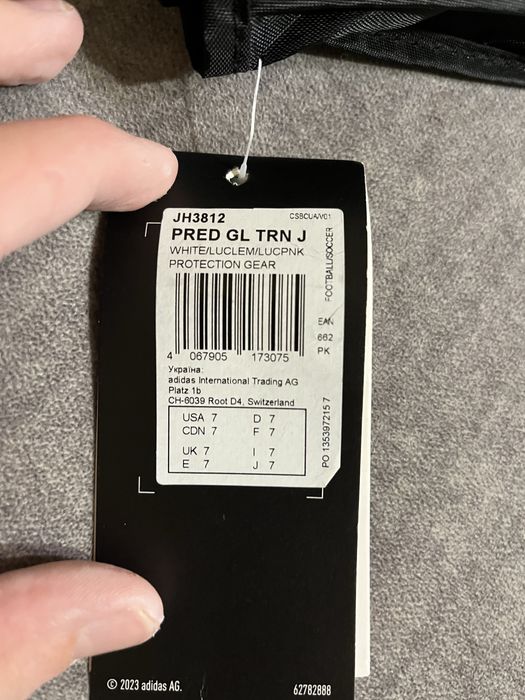 JH3812 CSBCUA/V01
PRED GL TRN J
WHITE/LUCLEM/LUCPNK
PROTECTION GEAR
FOOTBALL/SOCCER
EAN
662
PK
4 067905 173075
Україна:
adidas International Trading AG
Platz 1b
CH-6039 Root D4, Switzerland
USA 7 D 7
CDN 7 F 7
UK 7 I 7
E 7 J 7
PO 135397215 7
© 2023 adidas AG. 62782888